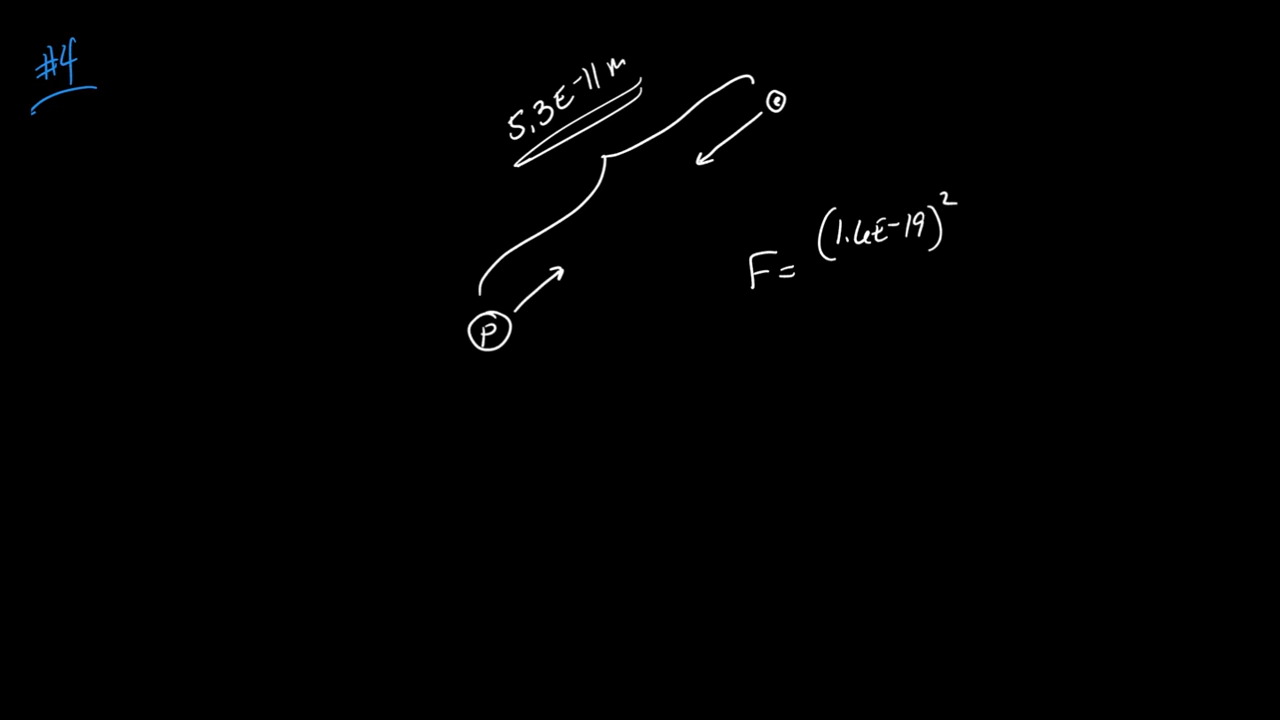 #4
5.3E-11 m
e
F = (1.6E-19)²
P